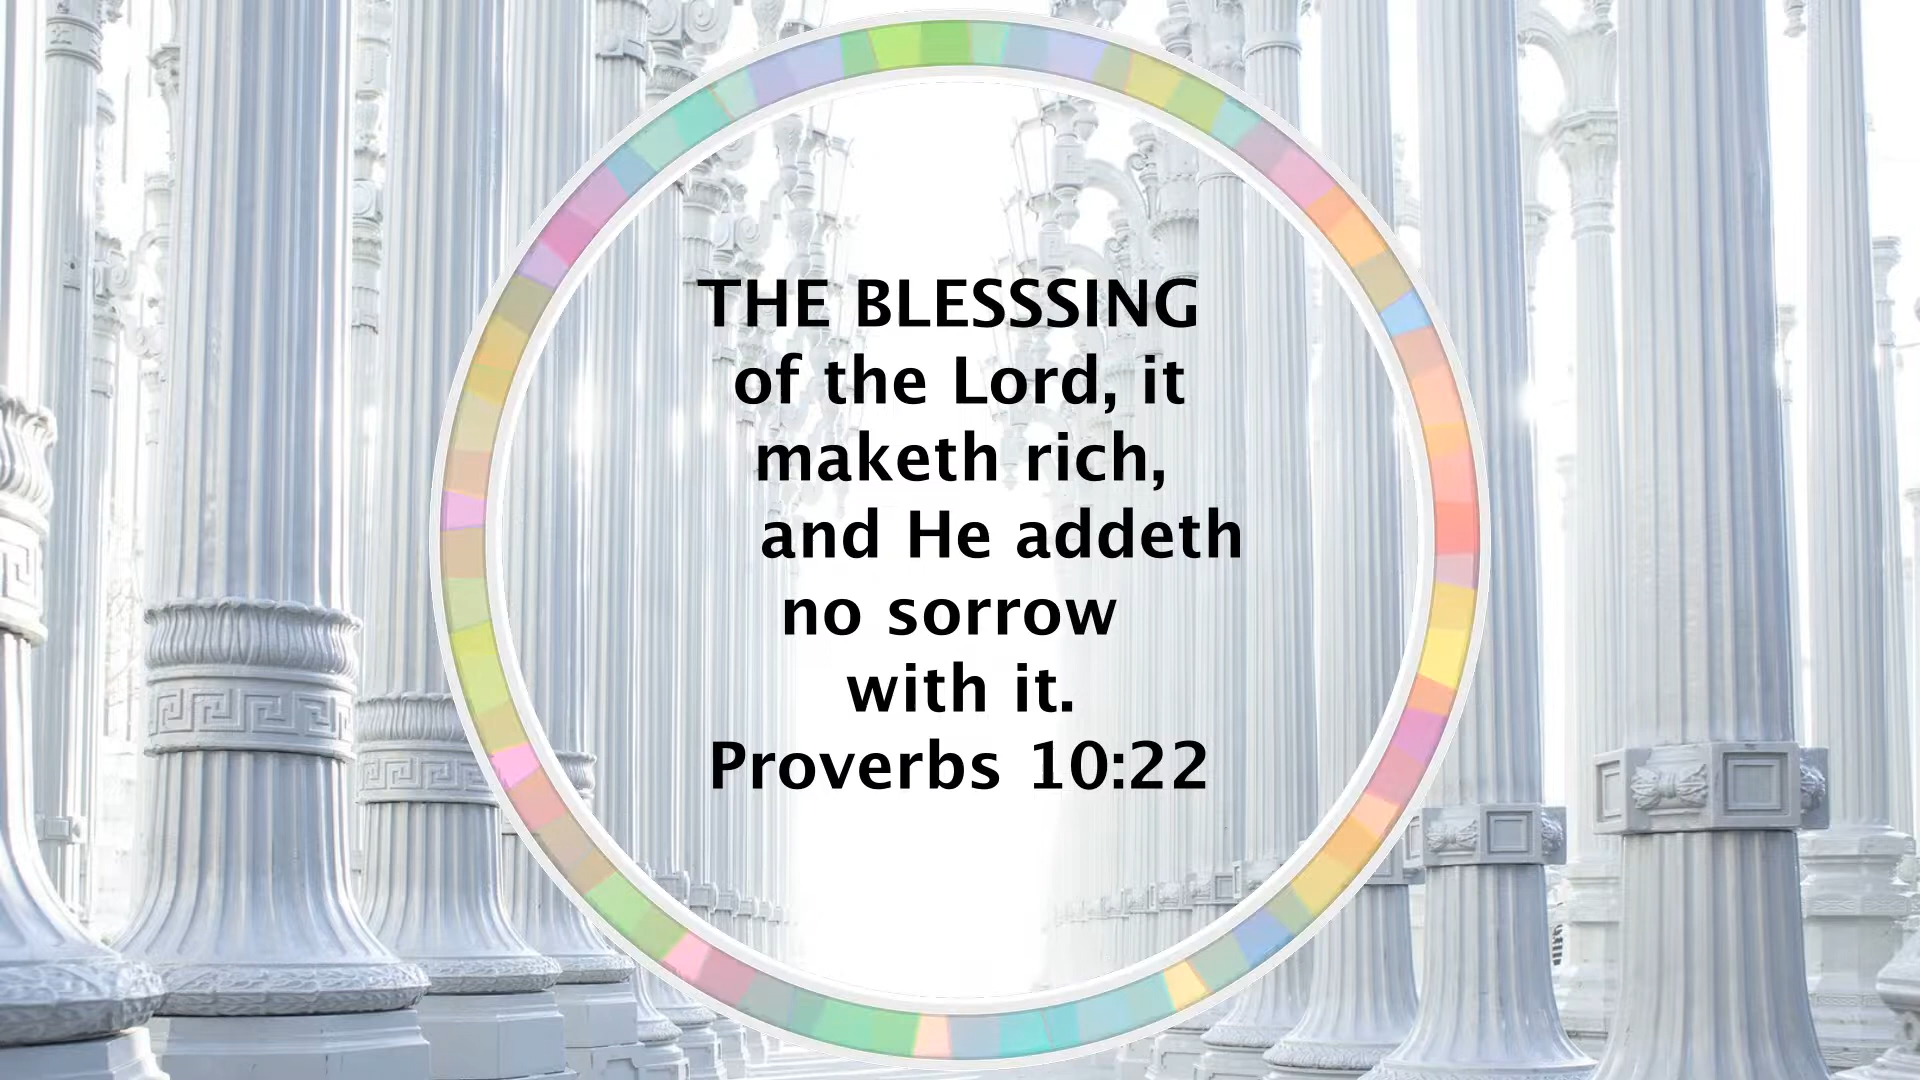 THE BLESSSING
of the Lord, it
maketh rich,
and He addeth
no sorrow
with it.
Proverbs 10:22